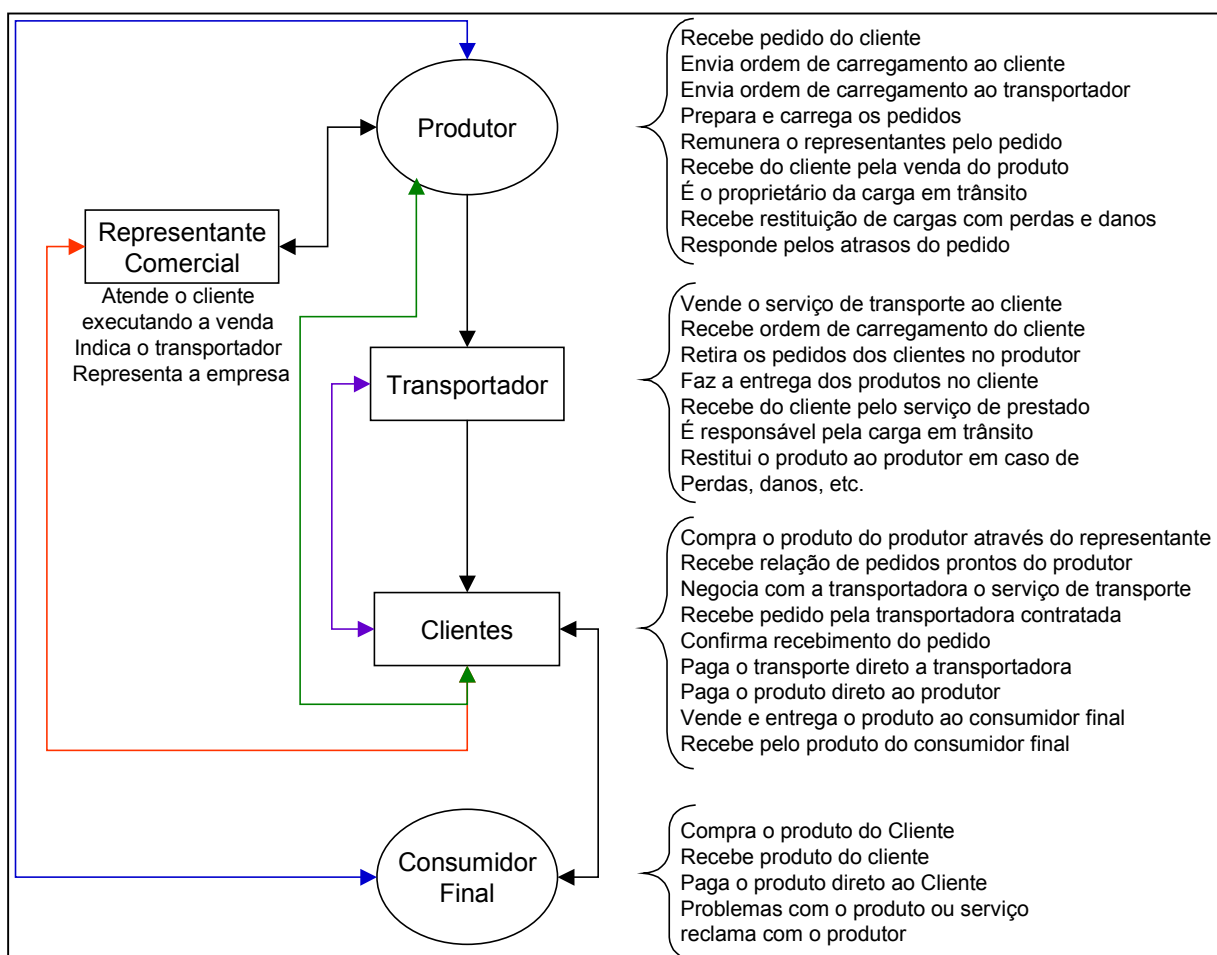 Produtor
Recebe pedido do cliente
Envia ordem de carregamento ao cliente
Envia ordem de carregamento ao transportador
Prepara e carrega os pedidos
Remunera o representantes pelo pedido
Recebe do cliente pela venda do produto
É o proprietário da carga em trânsito
Recebe restituição de cargas com perdas e danos
Responde pelos atrasos do pedido
Representante
Comercial
Atende o cliente
executando a venda
Indica o transportador
Representa a empresa
Transportador
Vende o serviço de transporte ao cliente
Recebe ordem de carregamento do cliente
Retira os pedidos dos clientes no produtor
Faz a entrega dos produtos no cliente
Recebe do cliente pelo serviço de prestado
É responsável pela carga em trânsito
Restitui o produto ao produtor em caso de
Perdas, danos, etc.
Clientes
Compra o produto do produtor através do representante
Recebe relação de pedidos prontos do produtor
Negocia com a transportadora o serviço de transporte
Recebe pedido pela transportadora contratada
Confirma recebimento do pedido
Paga o transporte direto a transportadora
Paga o produto direto ao produtor
Vende e entrega o produto ao consumidor final
Recebe pelo produto do consumidor final
Consumidor
Final
Compra o produto do Cliente
Recebe produto do cliente
Paga o produto direto ao Cliente
Problemas com o produto ou serviço
reclama com o produtor